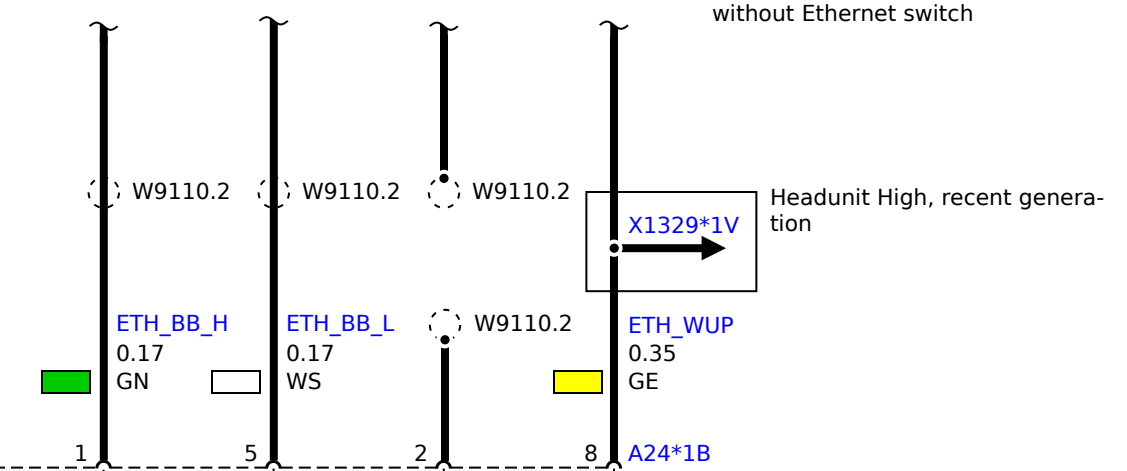 without Ethernet switch
W9110.2
W9110.2
W9110.2
Headunit High, recent genera-
tion
X1329*1V
ETH_BB_H
0.17
GN
ETH_BB_L
0.17
WS
W9110.2
ETH_WUP
0.35
GE
1
5
2
8
A24*1B